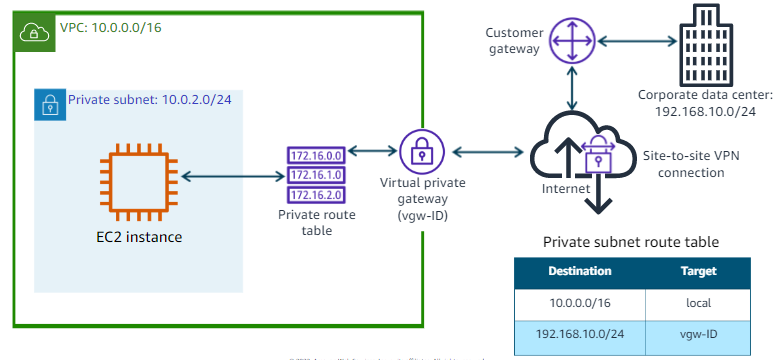 VPC: 10.0.0.0/16
Private subnet: 10.0.2.0/24
EC2 instance
172.16.0.0
172.16.1.0
172.16.2.0
Private route
table
Virtual private
gateway
(vgw-ID)
Customer
gateway
Corporate data center:
192.168.10.0/24
Internet
Site-to-site VPN
connection
Private subnet route table
Destination Target
10.0.0.0/16 local
192.168.10.0/24 vgw-ID